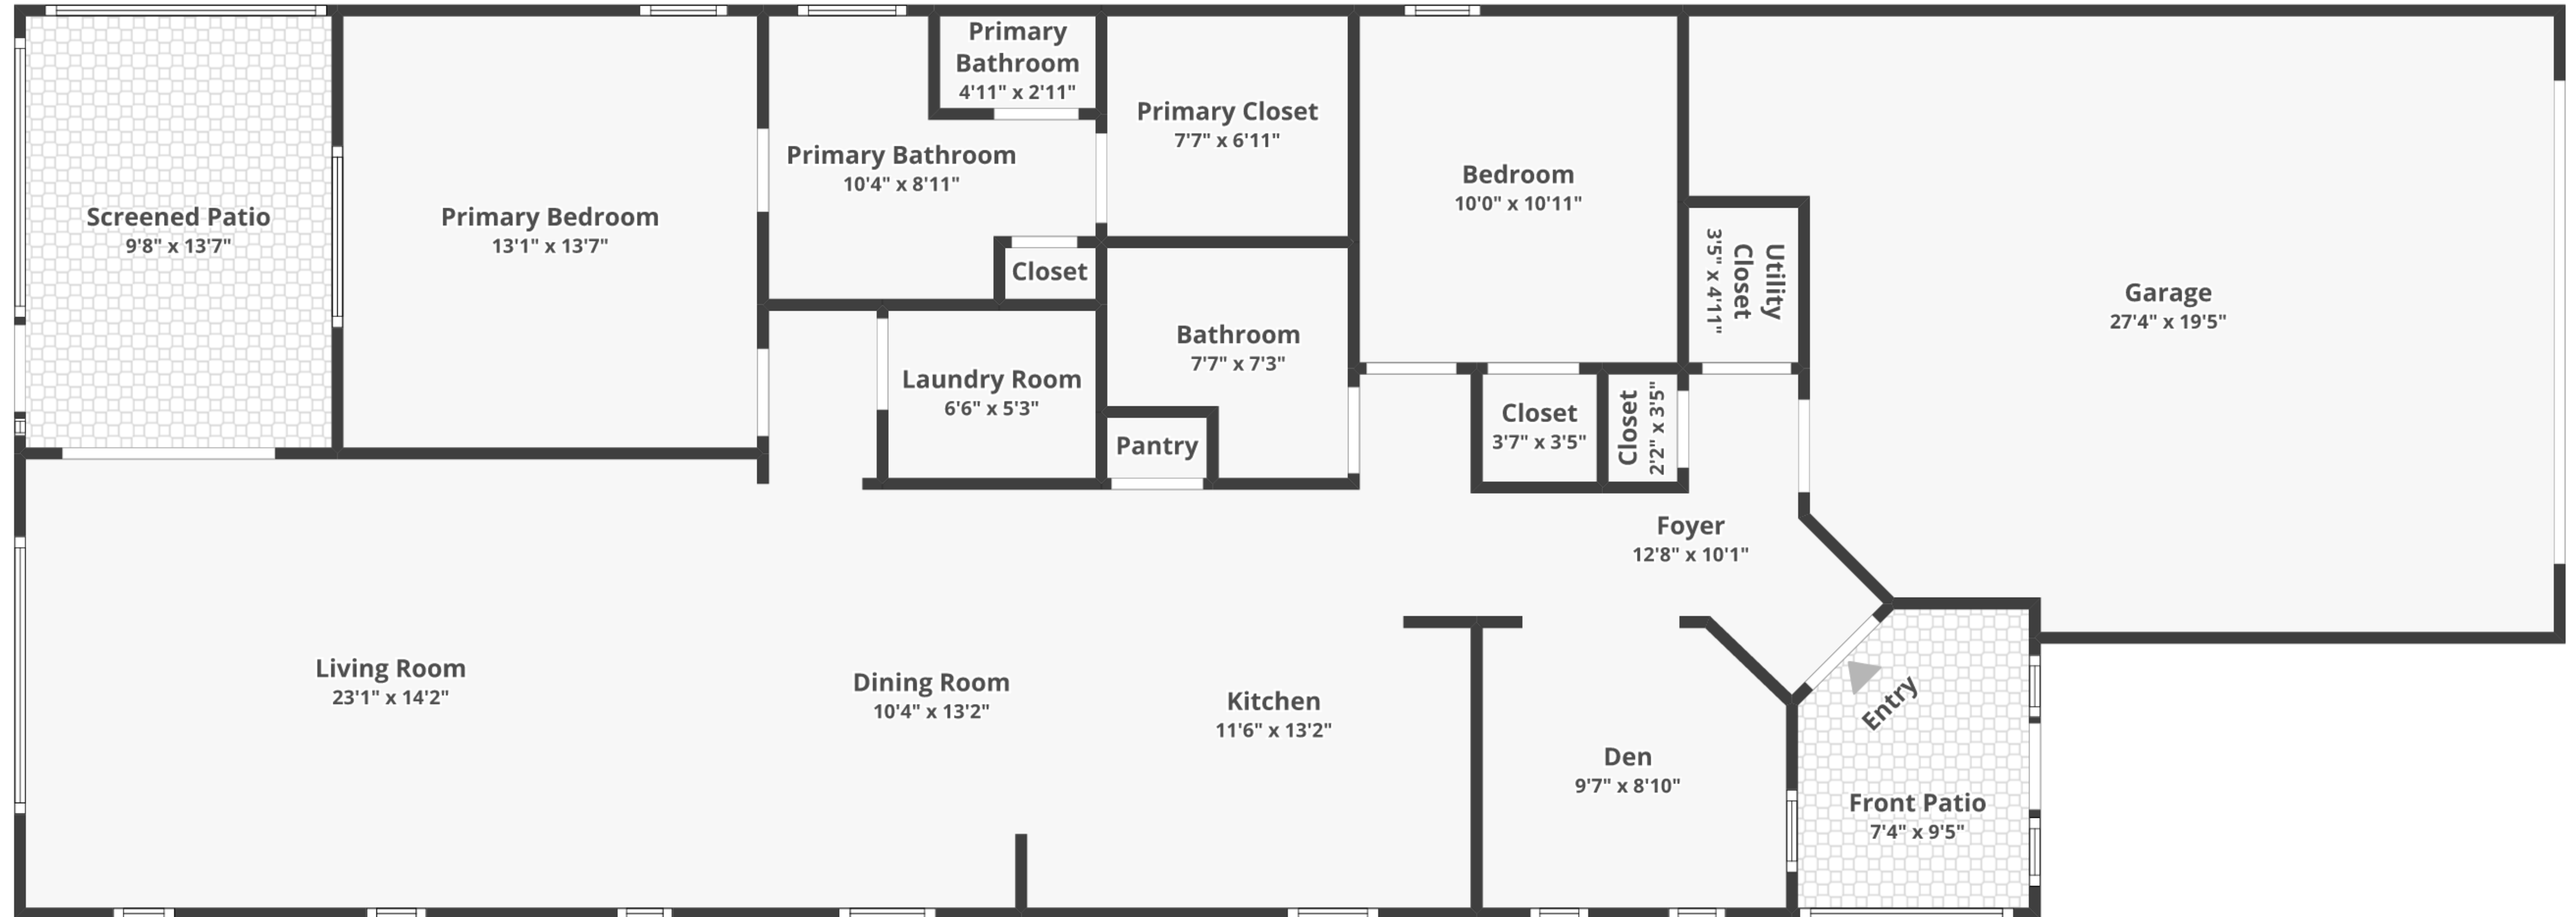 Primary
Bathroom
4'11" x 2'11"
Primary Closet
7'7" x 6'11"
Primary Bathroom
10'4" x 8'11"
Bedroom
10'0" x 10'11"
Screened Patio
9'8" x 13'7"
Primary Bedroom
13'1" x 13'7"
Closet
Utility
Closet
3'5" x 4'11"
Garage
27'4" x 19'5"
Bathroom
7'7" x 7'3"
Laundry Room
6'6" x 5'3"
Pantry
Closet
3'7" x 3'5"
Closet
2'2" x 3'5"
Foyer
12'8" x 10'1"
Living Room
23'1" x 14'2"
Dining Room
10'4" x 13'2"
Kitchen
11'6" x 13'2"
Entry
Den
9'7" x 8'10"
Front Patio
7'4" x 9'5"